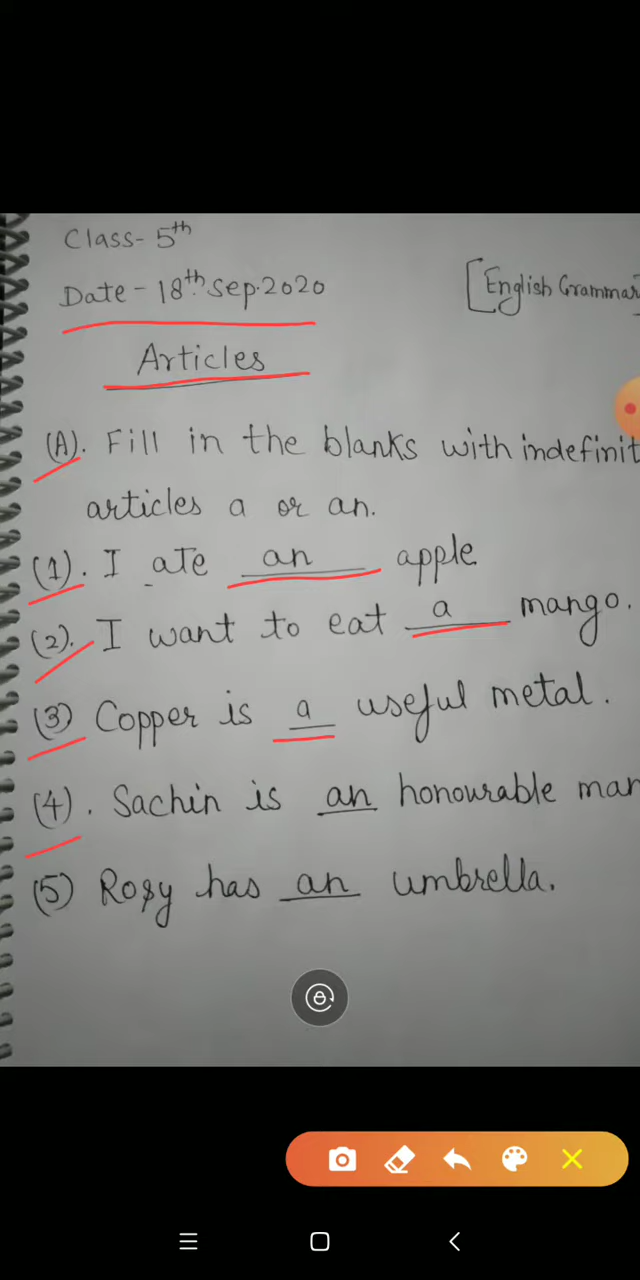 Class- 5th
Date - 18th Sep. 2020
[English Grammar
Articles
(A). Fill in the blanks with indefinit
articles a or an.
(1). I ate an apple
(2). I want to eat a mango.
(3) Copper is a useful metal.
(4). Sachin is an honourable man
(5) Rosy has an umbrella.